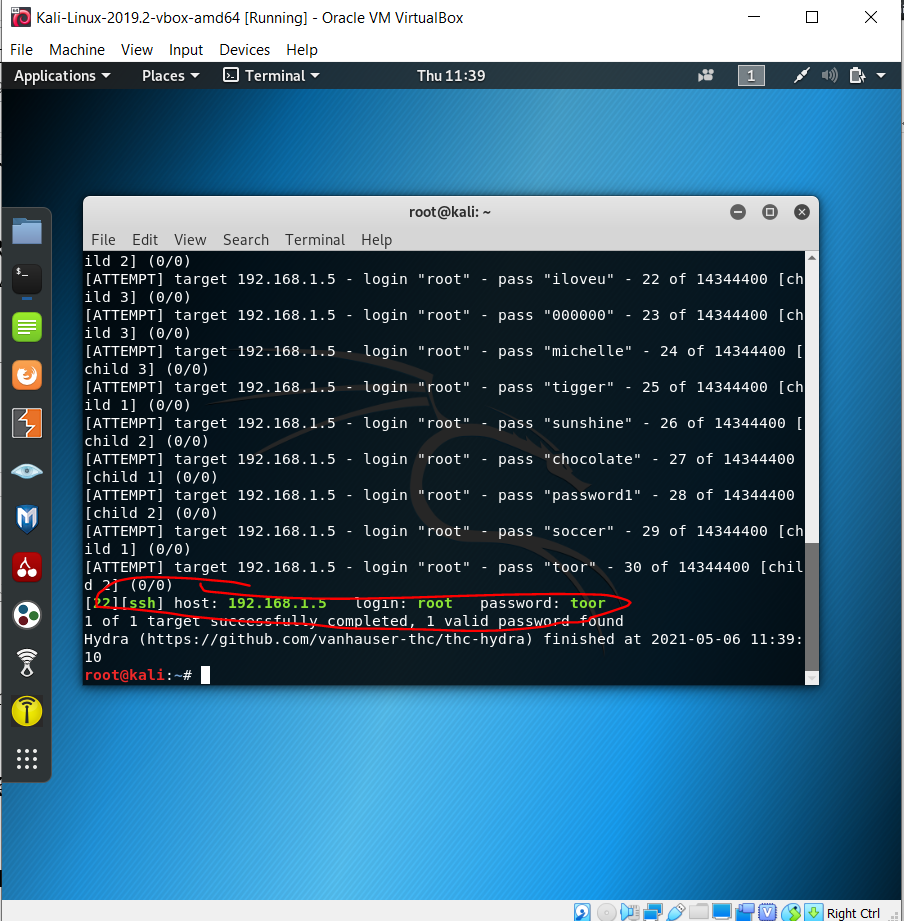 Kali-Linux-2019.2-vbox-amd64 [Running] - Oracle VM VirtualBox
File Machine View Input Devices Help
Applications Places Terminal Thu 11:39 1
root@kali: ~
File Edit View Search Terminal Help
ild 2] (0/0)
[ATTEMPT] target 192.168.1.5 - login "root" - pass "iloveu" - 22 of 14344400 [ch
ild 3] (0/0)
[ATTEMPT] target 192.168.1.5 - login "root" - pass "000000" - 23 of 14344400 [ch
ild 3] (0/0)
[ATTEMPT] target 192.168.1.5 - login "root" - pass "michelle" - 24 of 14344400 [
child 3] (0/0)
[ATTEMPT] target 192.168.1.5 - login "root" - pass "tigger" - 25 of 14344400 [ch
ild 1] (0/0)
[ATTEMPT] target 192.168.1.5 - login "root" - pass "sunshine" - 26 of 14344400 [
child 2] (0/0)
[ATTEMPT] target 192.168.1.5 - login "root" - pass "chocolate" - 27 of 14344400
[child 1] (0/0)
[ATTEMPT] target 192.168.1.5 - login "root" - pass "password1" - 28 of 14344400
[child 2] (0/0)
[ATTEMPT] target 192.168.1.5 - login "root" - pass "soccer" - 29 of 14344400 [ch
ild 1] (0/0)
[ATTEMPT] target 192.168.1.5 - login "root" - pass "toor" - 30 of 14344400 [chil
d 2] (0/0)
[22][ssh] host: 192.168.1.5 login: root password: toor
1 of 1 target successfully completed, 1 valid password found
Hydra (https://github.com/vanhauser-thc/thc-hydra) finished at 2021-05-06 11:39:
10
root@kali:~#
Right Ctrl